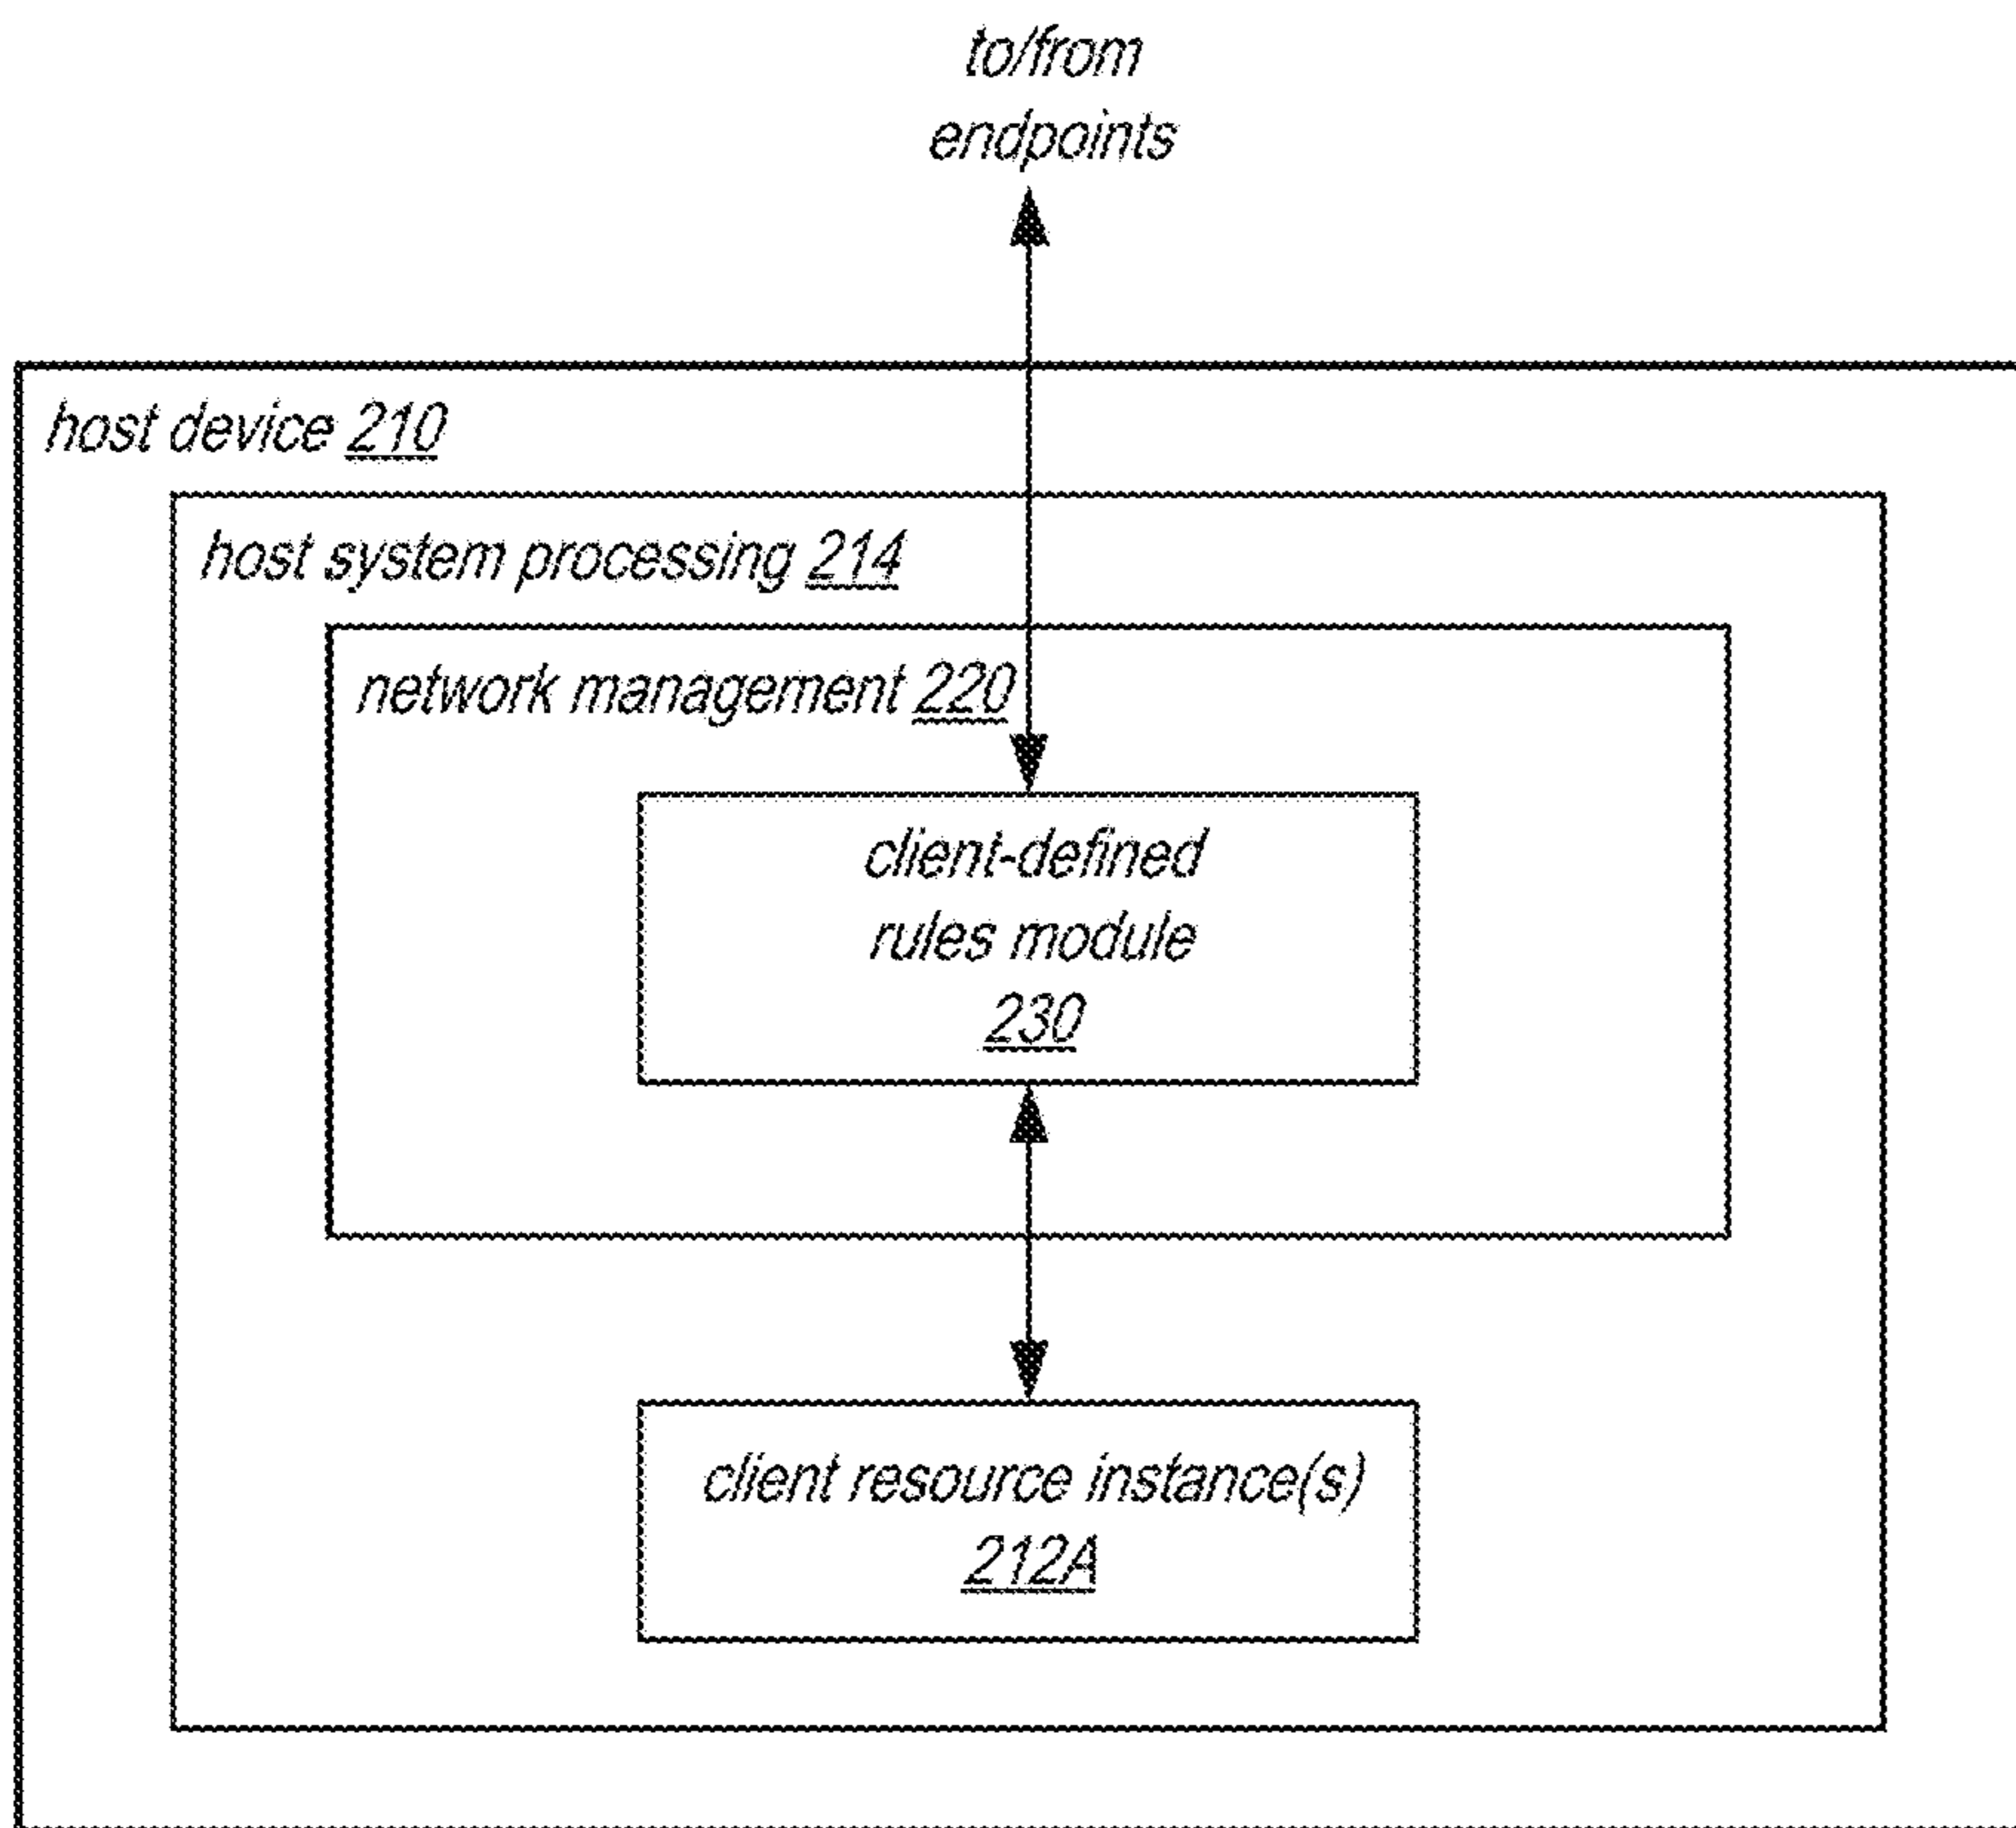 to/from
endpoints
host device 210
host system processing 214
network management 220
client-defined
rules module
230
client resource instance(s)
212A